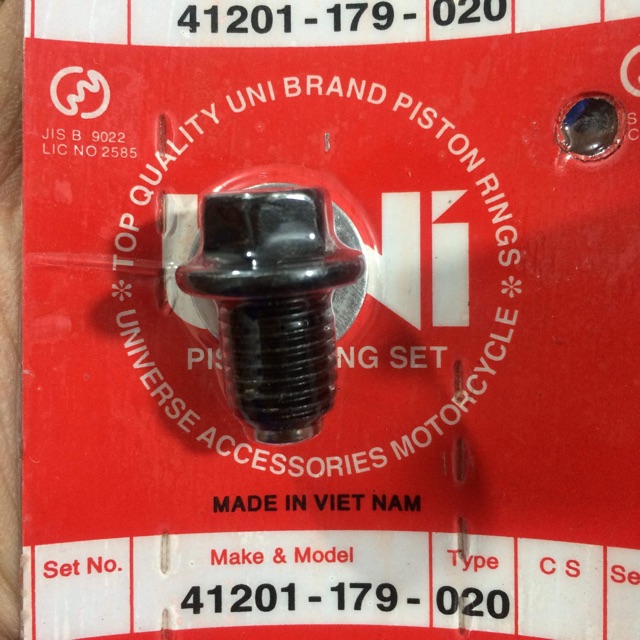 41201-179-020
JIS B 9022
LIC NO 2585
* TOP QUALITY UNI BRAND PISTON RINGS *
UNIVERSE ACCESSORIES MOTORCYCLE
SET
MADE IN VIET NAM
Set No. Make & Model Type C S
41201-179-020